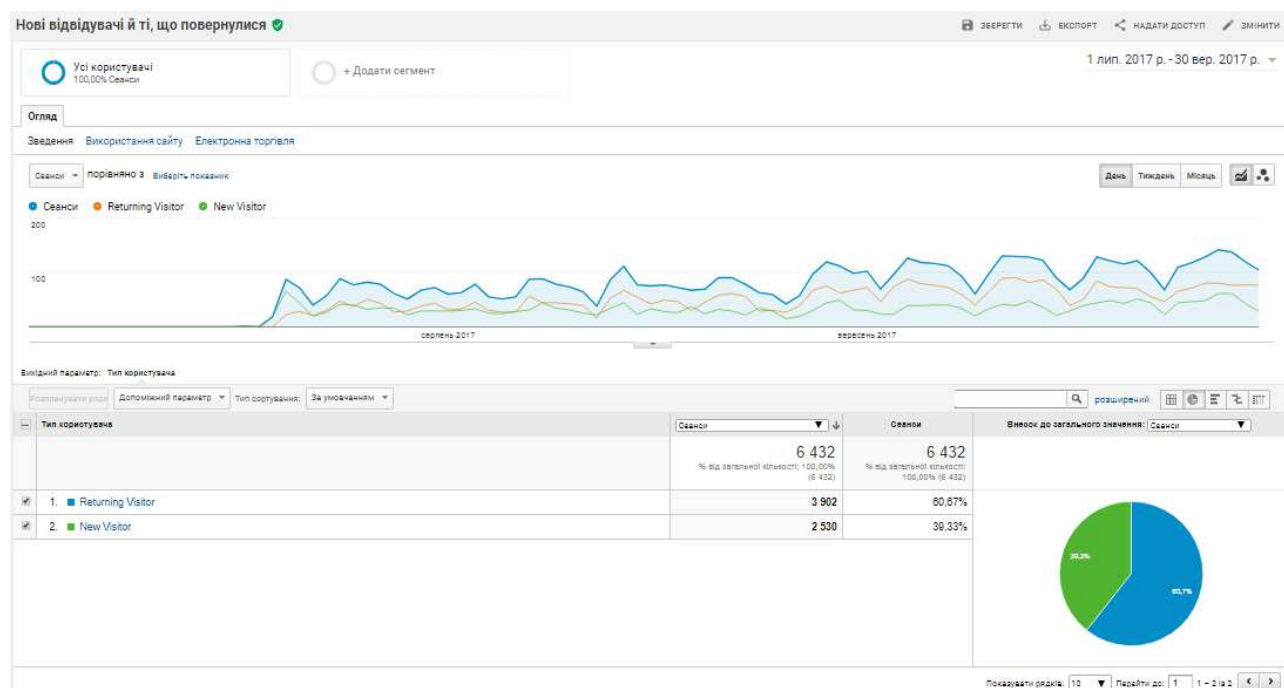 Нові відвідувачі й ті, що повернулися
ЗБЕРЕГТИ ЕКСПОРТ НАДАТИ ДОСТУП ЗМІНИТИ
Усі користувачі
100,00% Сеанси
+ Додати сегмент
1 лип. 2017 р. - 30 вер. 2017 р.
Огляд
Зведення Використання сайту Електронна торгівля
Сеанси порівняно з Виберіть показник
День Тиждень Місяць
Сеанси Returning Visitor New Visitor
200
100
серпень 2017 вересень 2017
Вихідний параметр: Тип користувача
Допоміжний параметр Тип сортування: За умовчанням
розширений
Тип користувача Сеанси Сеанси Внесок до загального значення: Сеанси
6 432 6 432
% від загальної кількості: 100,00% (6 432) % від загальної кількості: 100,00% (6 432)
1. Returning Visitor 3 902 60,67%
2. New Visitor 2 530 39,33%
39,3%
60,7%
Показувати рядків: 10 Перейти до: 1 1 – 2 із 2